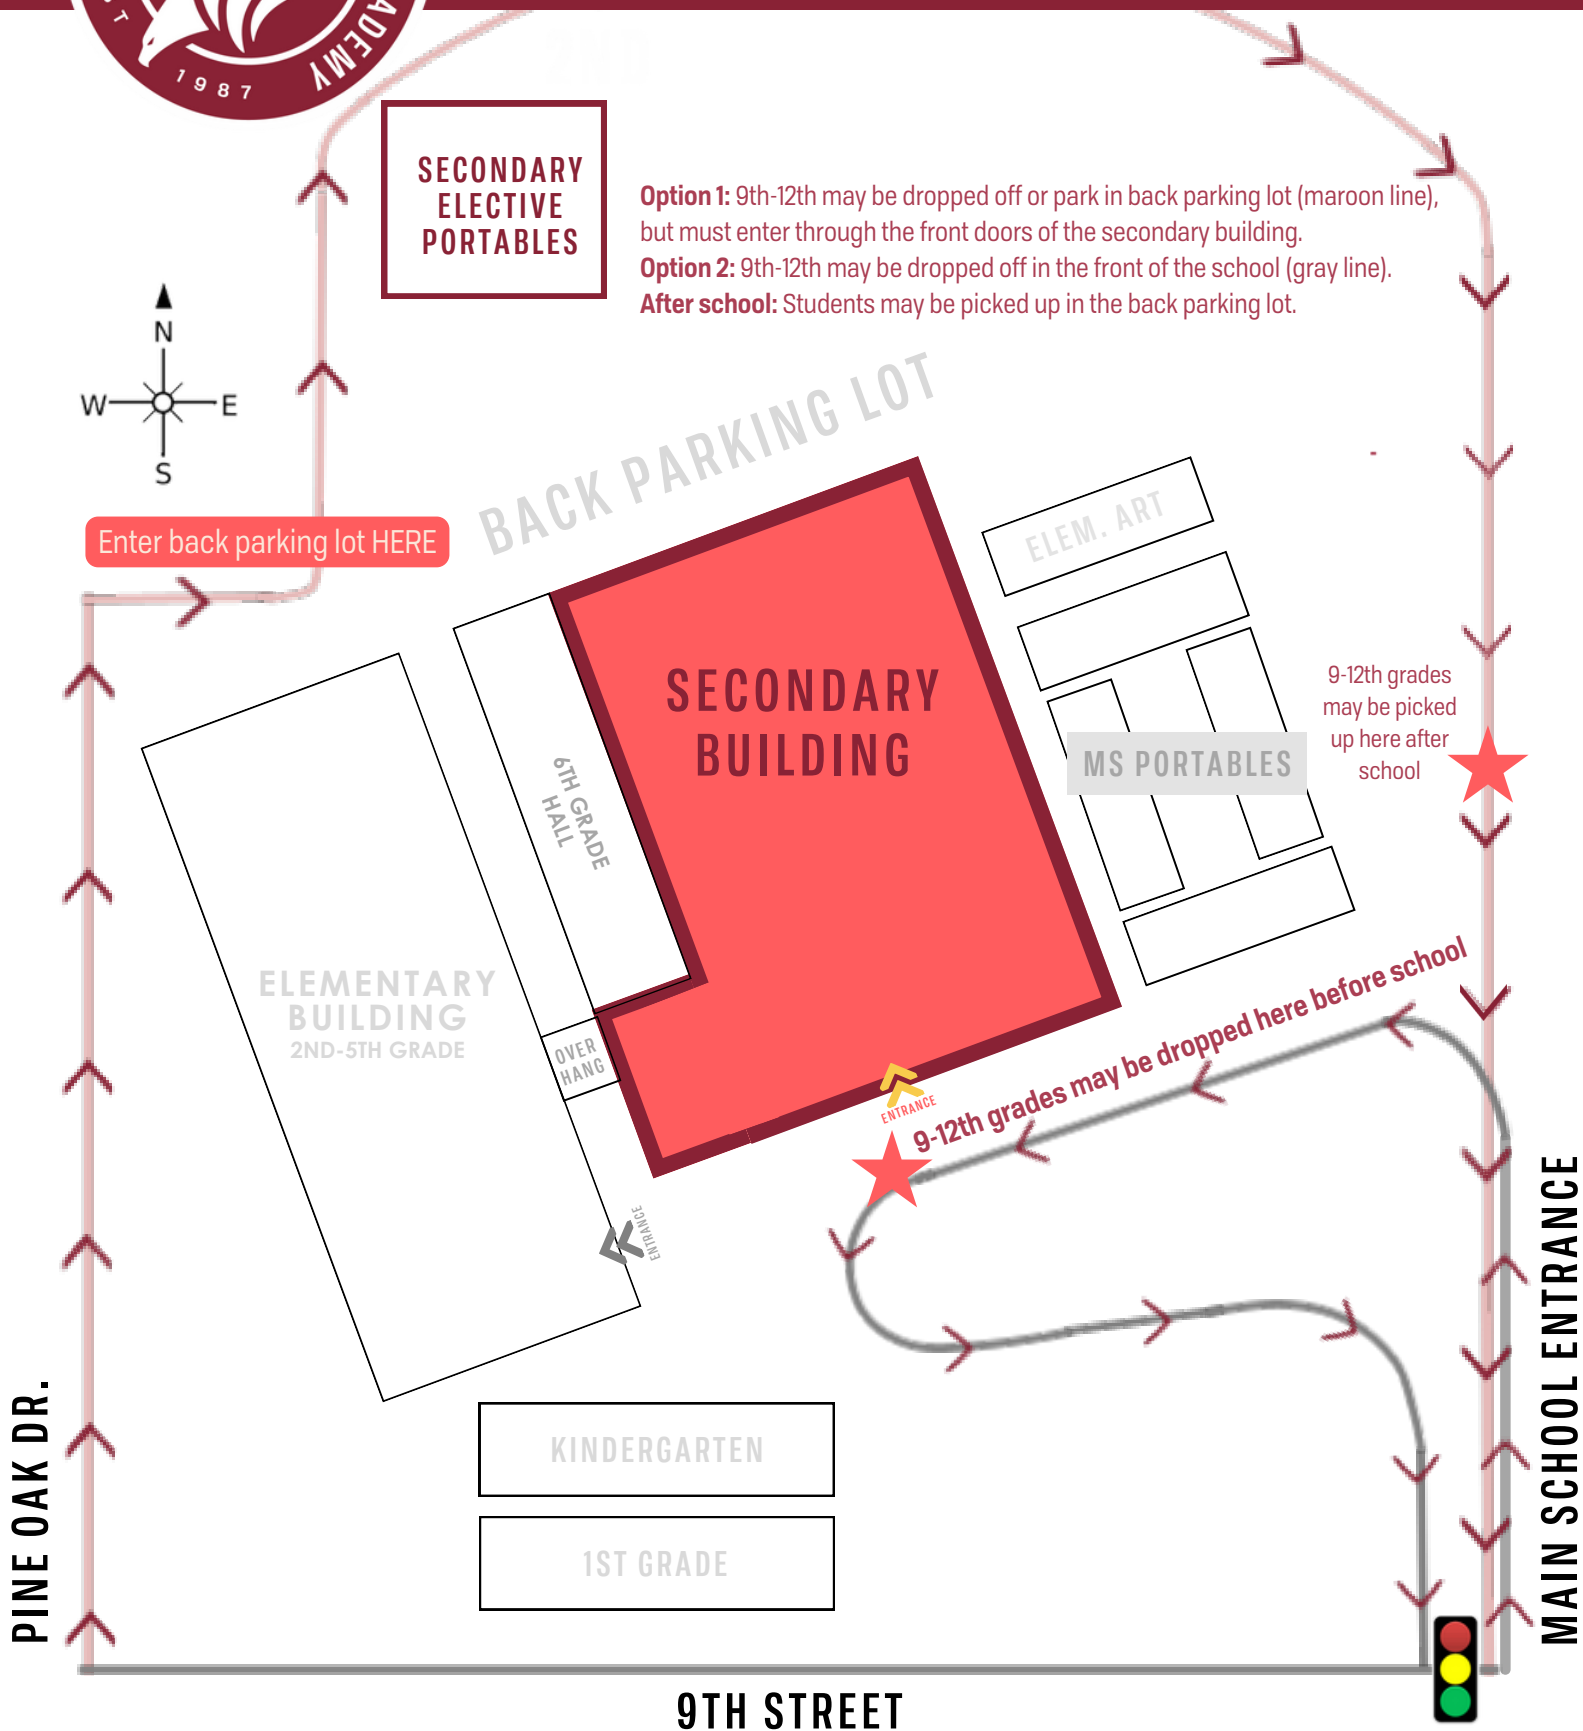 ADEMY
1987
SECONDARY
ELECTIVE
PORTABLES
Option 1: 9th-12th may be dropped off or park in back parking lot (maroon line),
but must enter through the front doors of the secondary building.
Option 2: 9th-12th may be dropped off in the front of the school (gray line).
After school: Students may be picked up in the back parking lot.
N
W
E
S
BACK PARKING LOT
Enter back parking lot HERE
ELEM. ART
SECONDARY
BUILDING
6TH GRADE
HALL
MS PORTABLES
9-12th grades
may be picked
up here after
school
ELEMENTARY
BUILDING
2ND-5TH GRADE
OVER
HANG
ENTRANCE
9-12th grades may be dropped here before school
ENTRANCE
KINDERGARTEN
1ST GRADE
PINE OAK DR.
MAIN SCHOOL ENTRANCE
9TH STREET